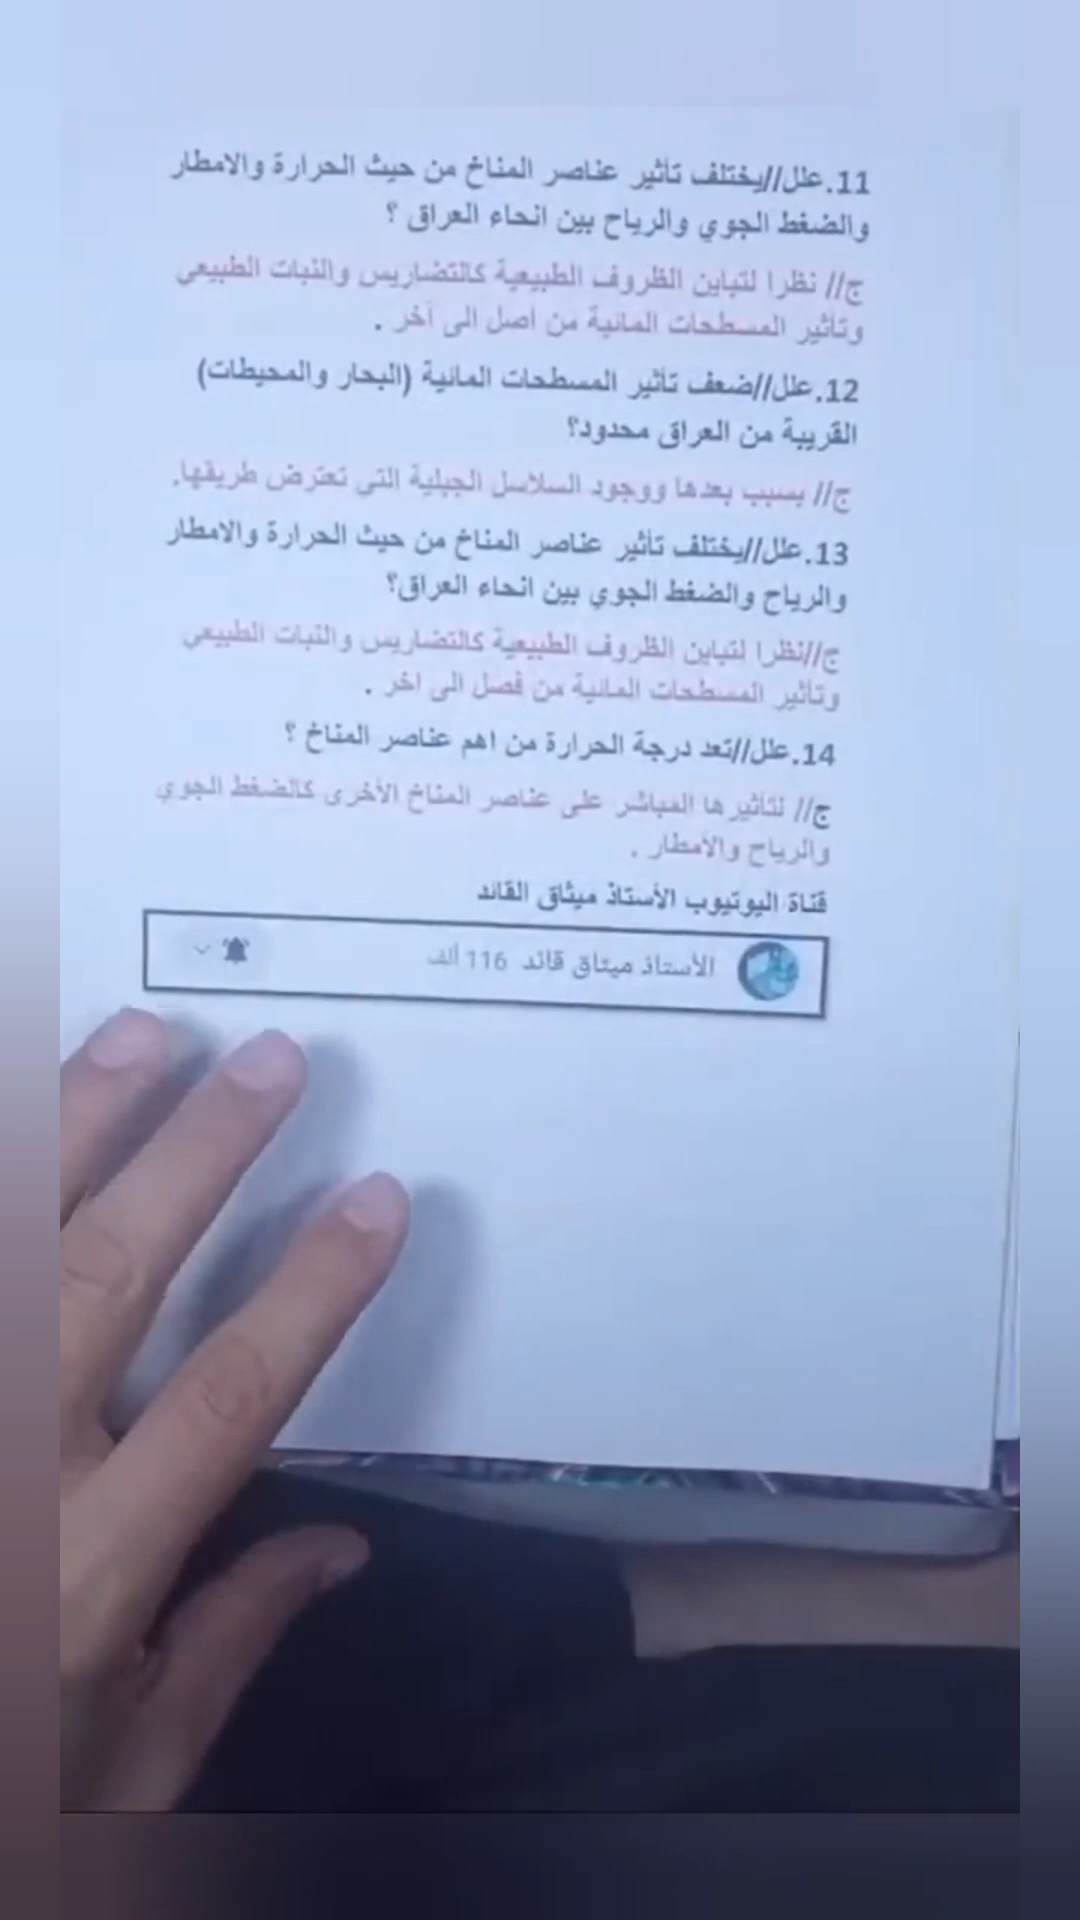 11.علل//يختلف تأثير عناصر المناخ من حيث الحرارة والامطار
والضغط الجوي والرياح بين انحاء العراق ؟
ج// نظرا لتباين الظروف الطبيعية كالتضاريس والنبات الطبيعي
وتأثير المسطحات المائية من أصل الى آخر .
12.علل//ضعف تأثير المسطحات المائية (البحار والمحيطات)
القريبة من العراق محدود؟
ج// بسبب بعدها ووجود السلاسل الجبلية التي تعترض طريقها.
13.علل//يختلف تأثير عناصر المناخ من حيث الحرارة والامطار
والرياح والضغط الجوي بين انحاء العراق؟
ج//نظرا لتباين الظروف الطبيعية كالتضاريس والنبات الطبيعي
وتأثير المسطحات المائية من فصل الى اخر .
14.علل//تعد درجة الحرارة من اهم عناصر المناخ ؟
ج// لتأثيرها المباشر على عناصر المناخ الأخرى كالضغط الجوي
والرياح والأمطار .
قناة اليوتيوب الأستاذ ميثاق القائد
الأستاذ ميثاق قائد 116 ألف